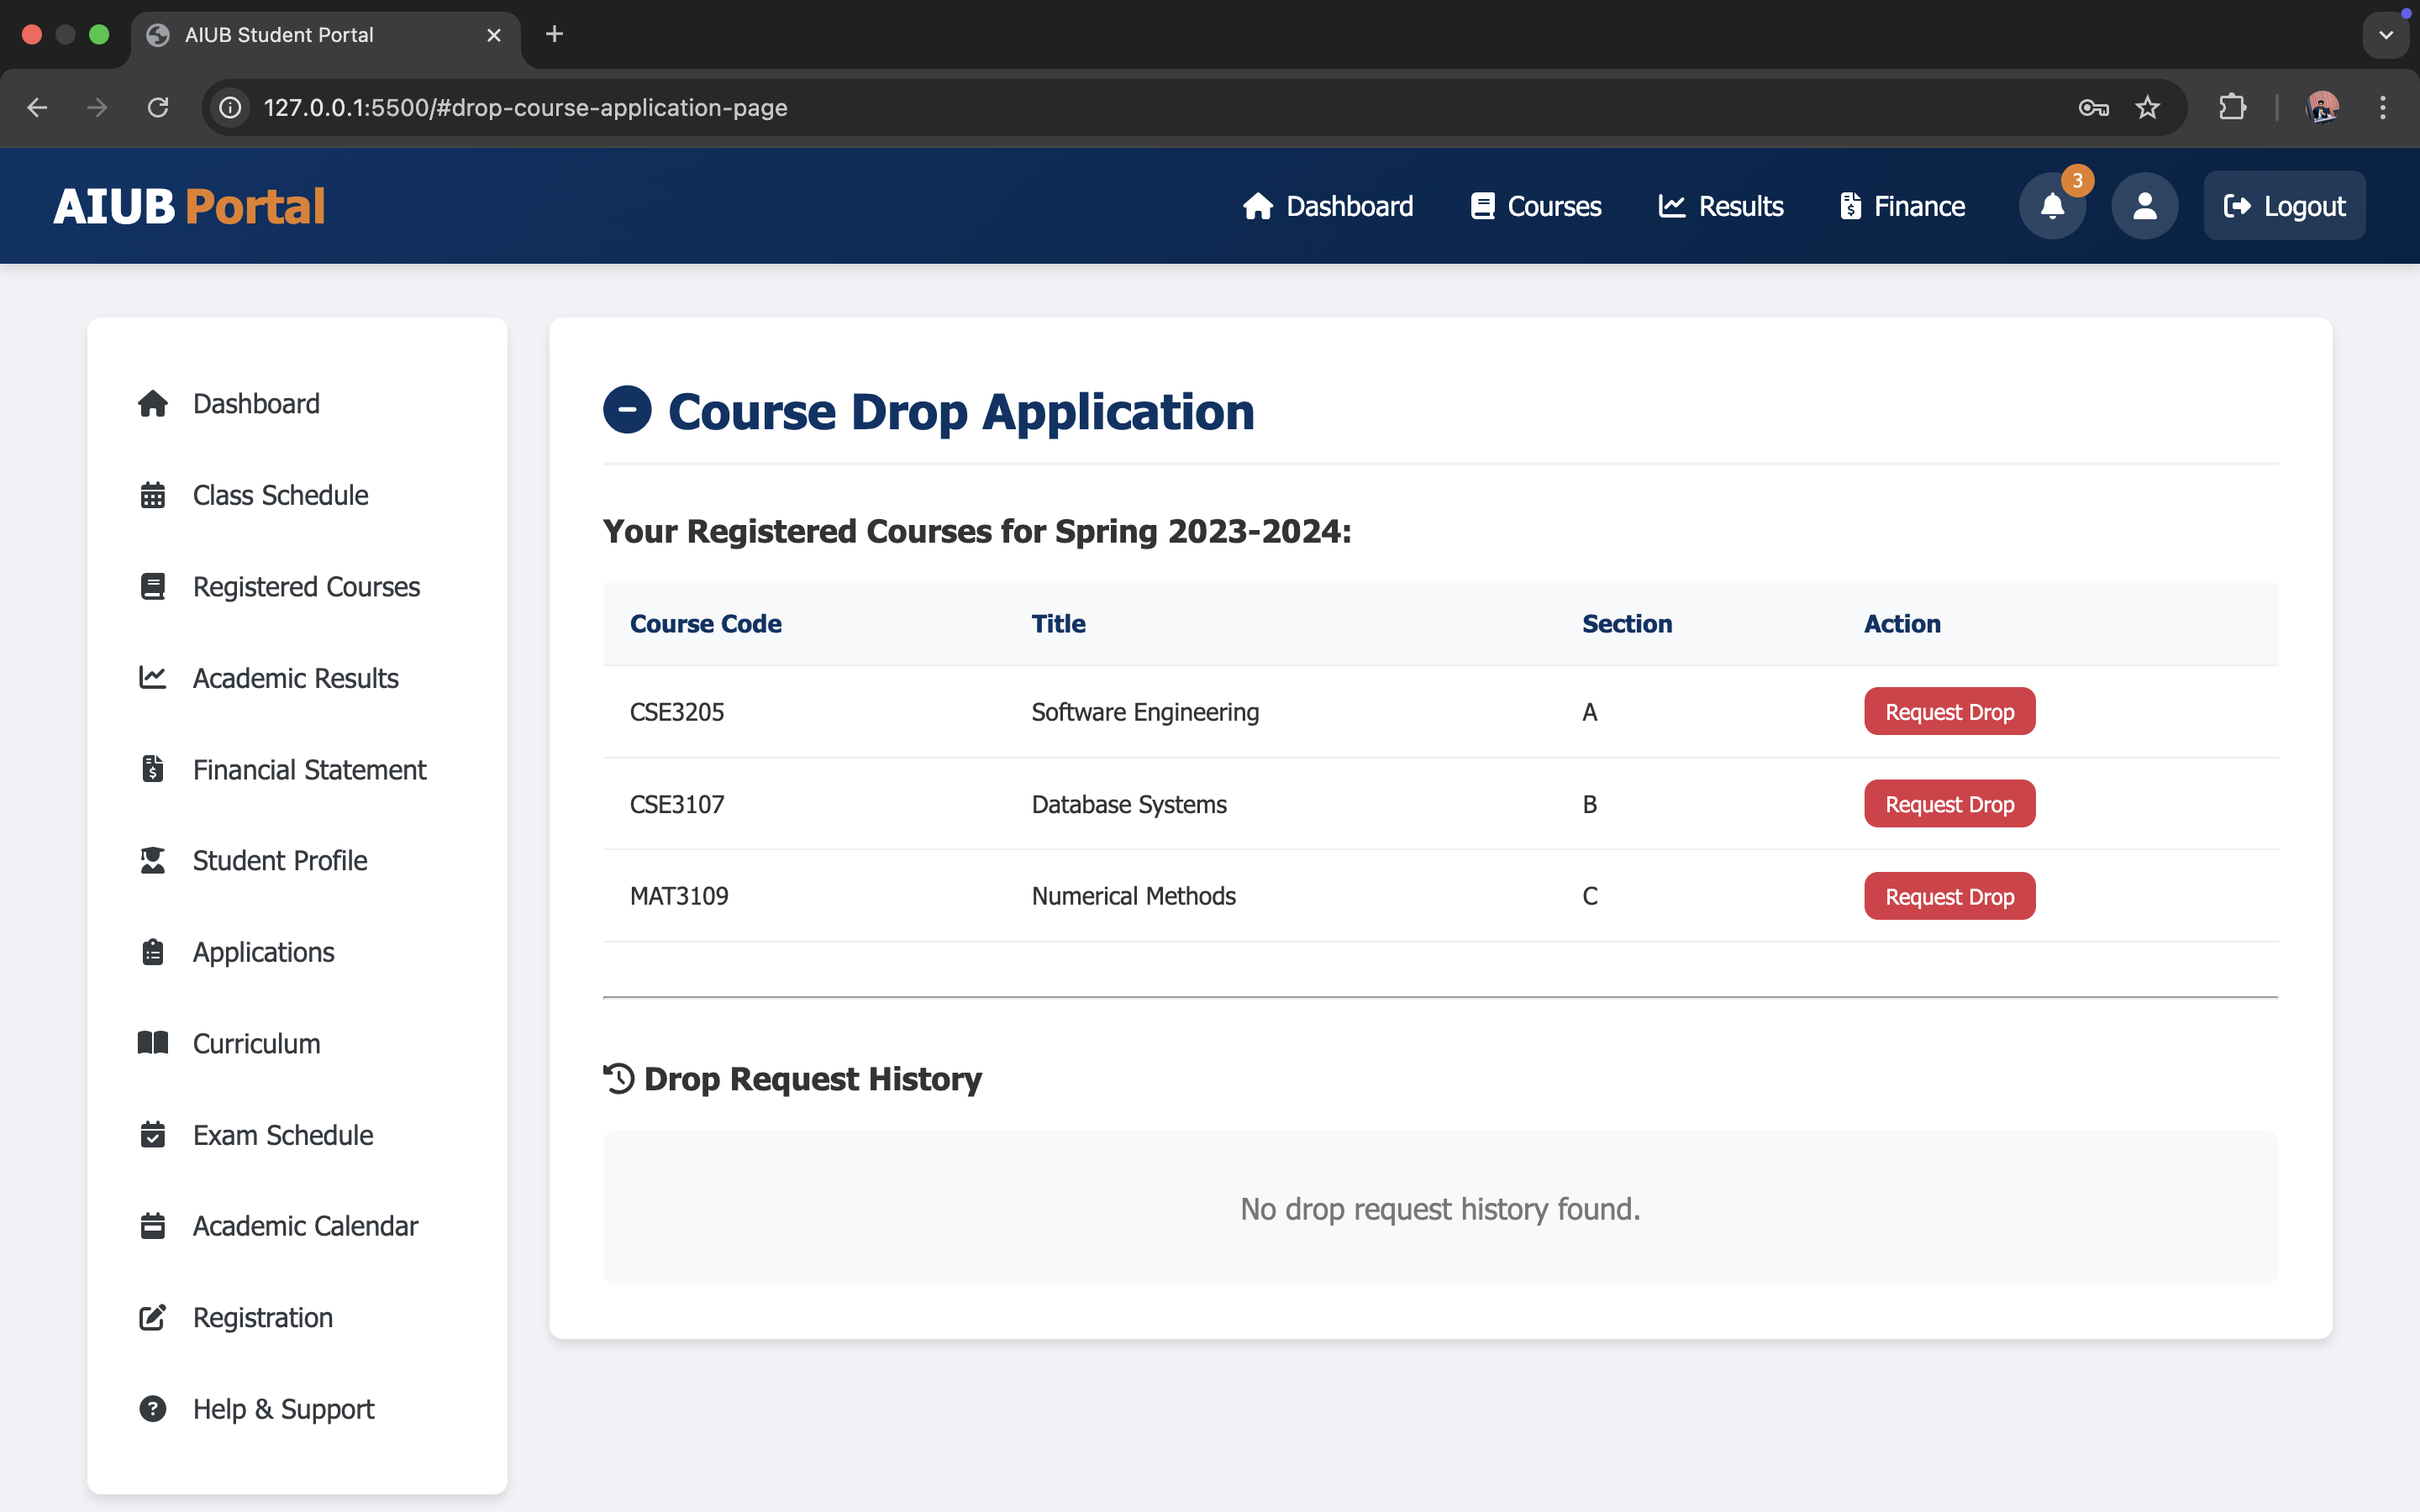 AIUB Student Portal
127.0.0.1:5500/#drop-course-application-page
AIUB Portal
Dashboard
Courses
Results
Finance
3
Logout
Dashboard
Class Schedule
Registered Courses
Academic Results
Financial Statement
Student Profile
Applications
Curriculum
Exam Schedule
Academic Calendar
Registration
Help & Support
Course Drop Application
Your Registered Courses for Spring 2023-2024:
Course Code Title Section Action
CSE3205 Software Engineering A Request Drop
CSE3107 Database Systems B Request Drop
MAT3109 Numerical Methods C Request Drop
Drop Request History
No drop request history found.